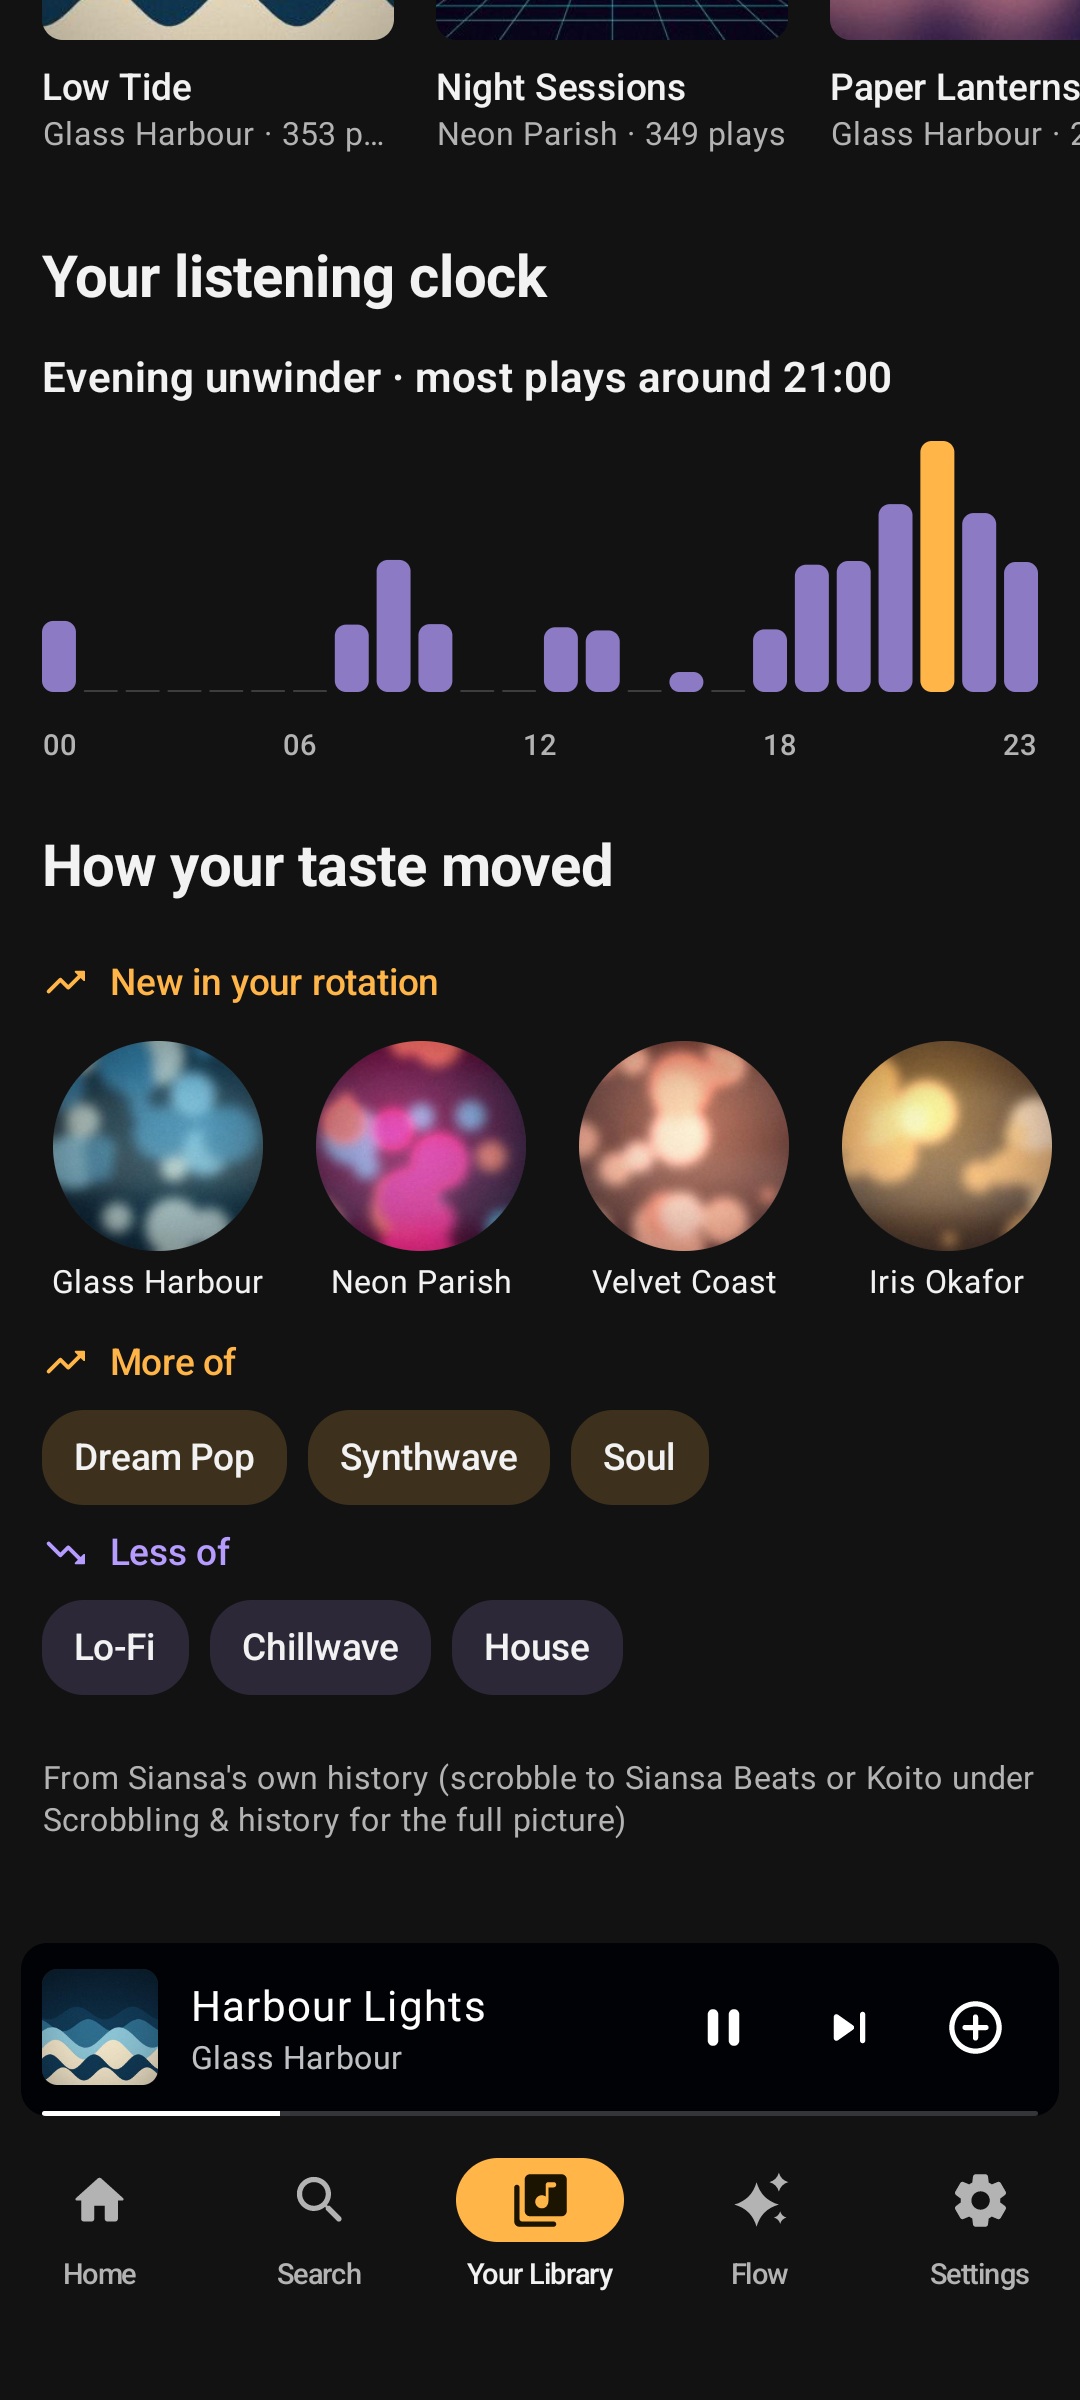 Low Tide
Glass Harbour · 353 p...
Night Sessions
Neon Parish · 349 plays
Paper Lanterns
Glass Harbour · 2
Your listening clock
Evening unwinder · most plays around 21:00
00 06 12 18 23
How your taste moved
New in your rotation
Glass Harbour
Neon Parish
Velvet Coast
Iris Okafor
More of
Dream Pop
Synthwave
Soul
Less of
Lo-Fi
Chillwave
House
From Siansa's own history (scrobble to Siansa Beats or Koito under
Scrobbling & history for the full picture)
Harbour Lights
Glass Harbour
Home
Search
Your Library
Flow
Settings